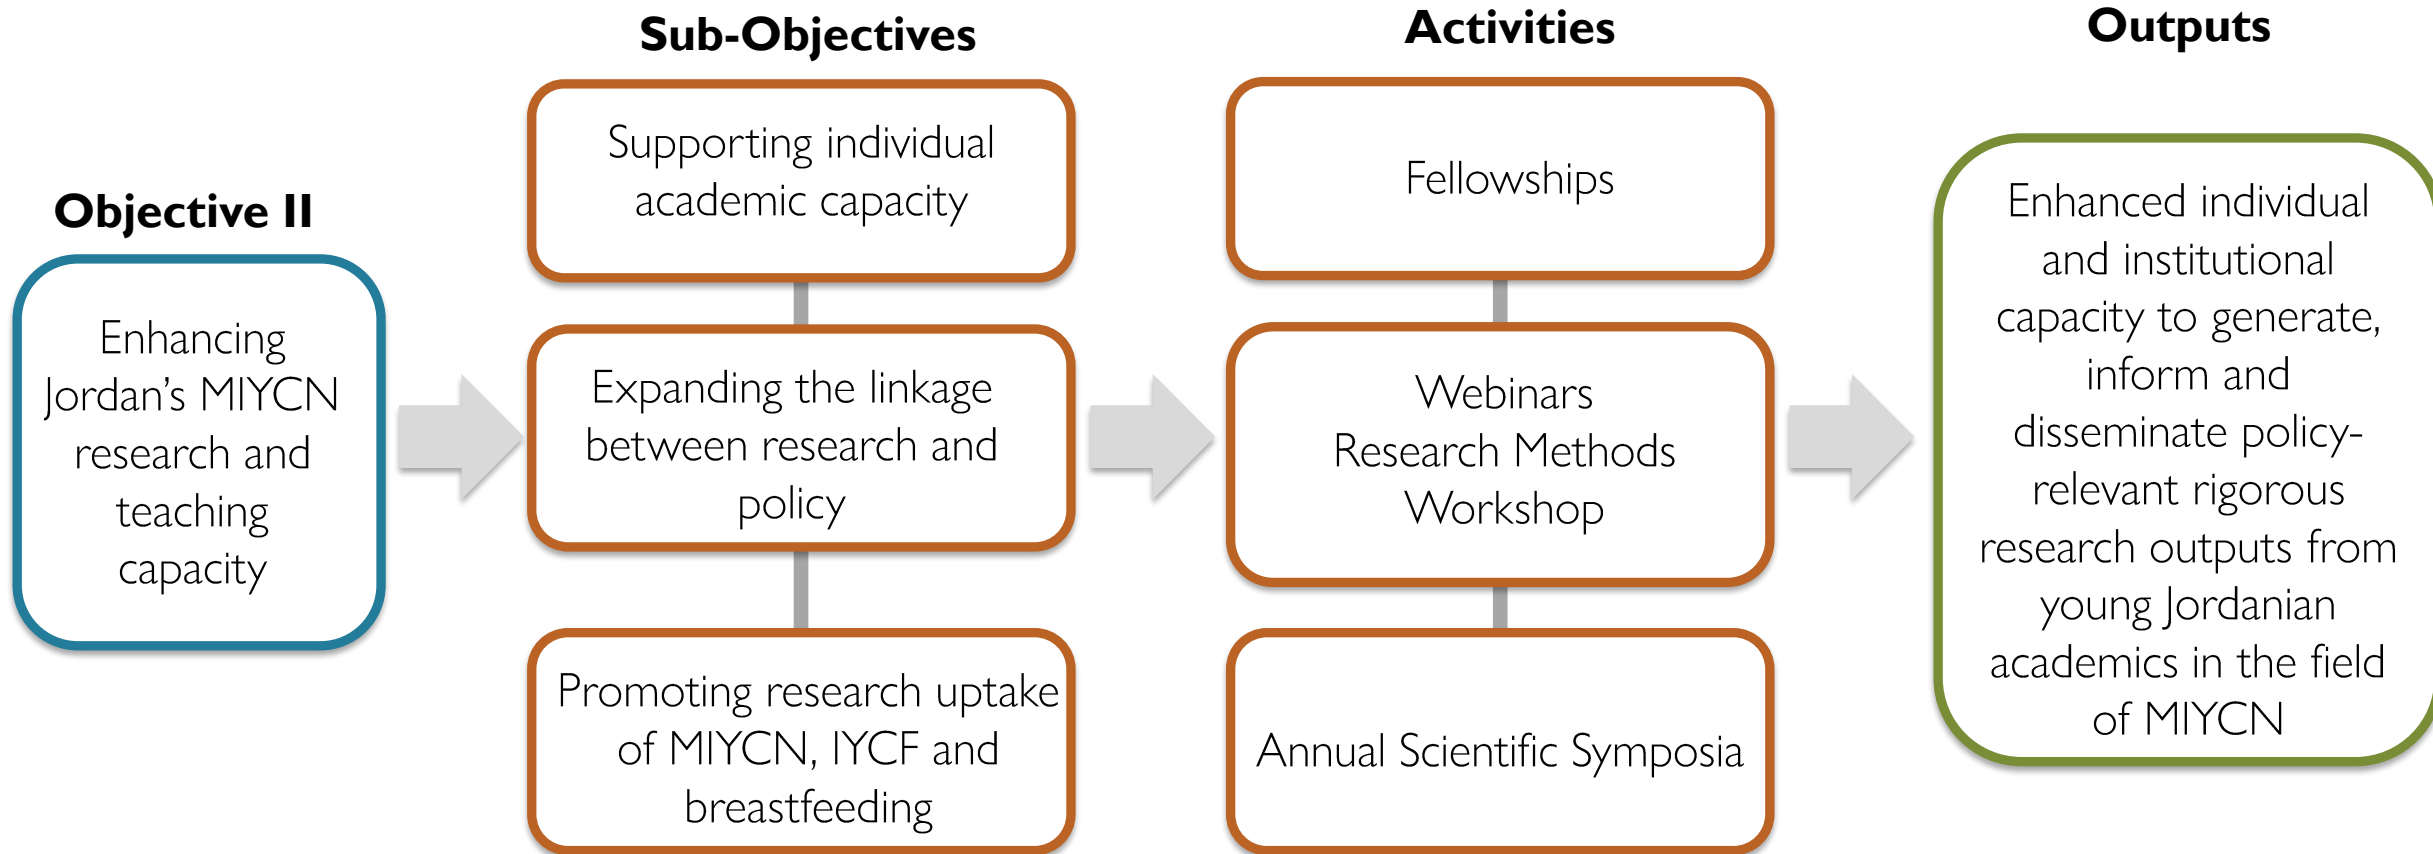 Objective II
Enhancing
Jordan’s MIYCN
research and
teaching
capacity
Sub-Objectives
Supporting individual
academic capacity
Expanding the linkage
between research and
policy
Promoting research uptake
of MIYCN, IYCF and
breastfeeding
Activities
Fellowships
Webinars
Research Methods
Workshop
Annual Scientific Symposia
Outputs
Enhanced individual
and institutional
capacity to generate,
inform and
disseminate policy-
relevant rigorous
research outputs from
young Jordanian
academics in the field
of MIYCN